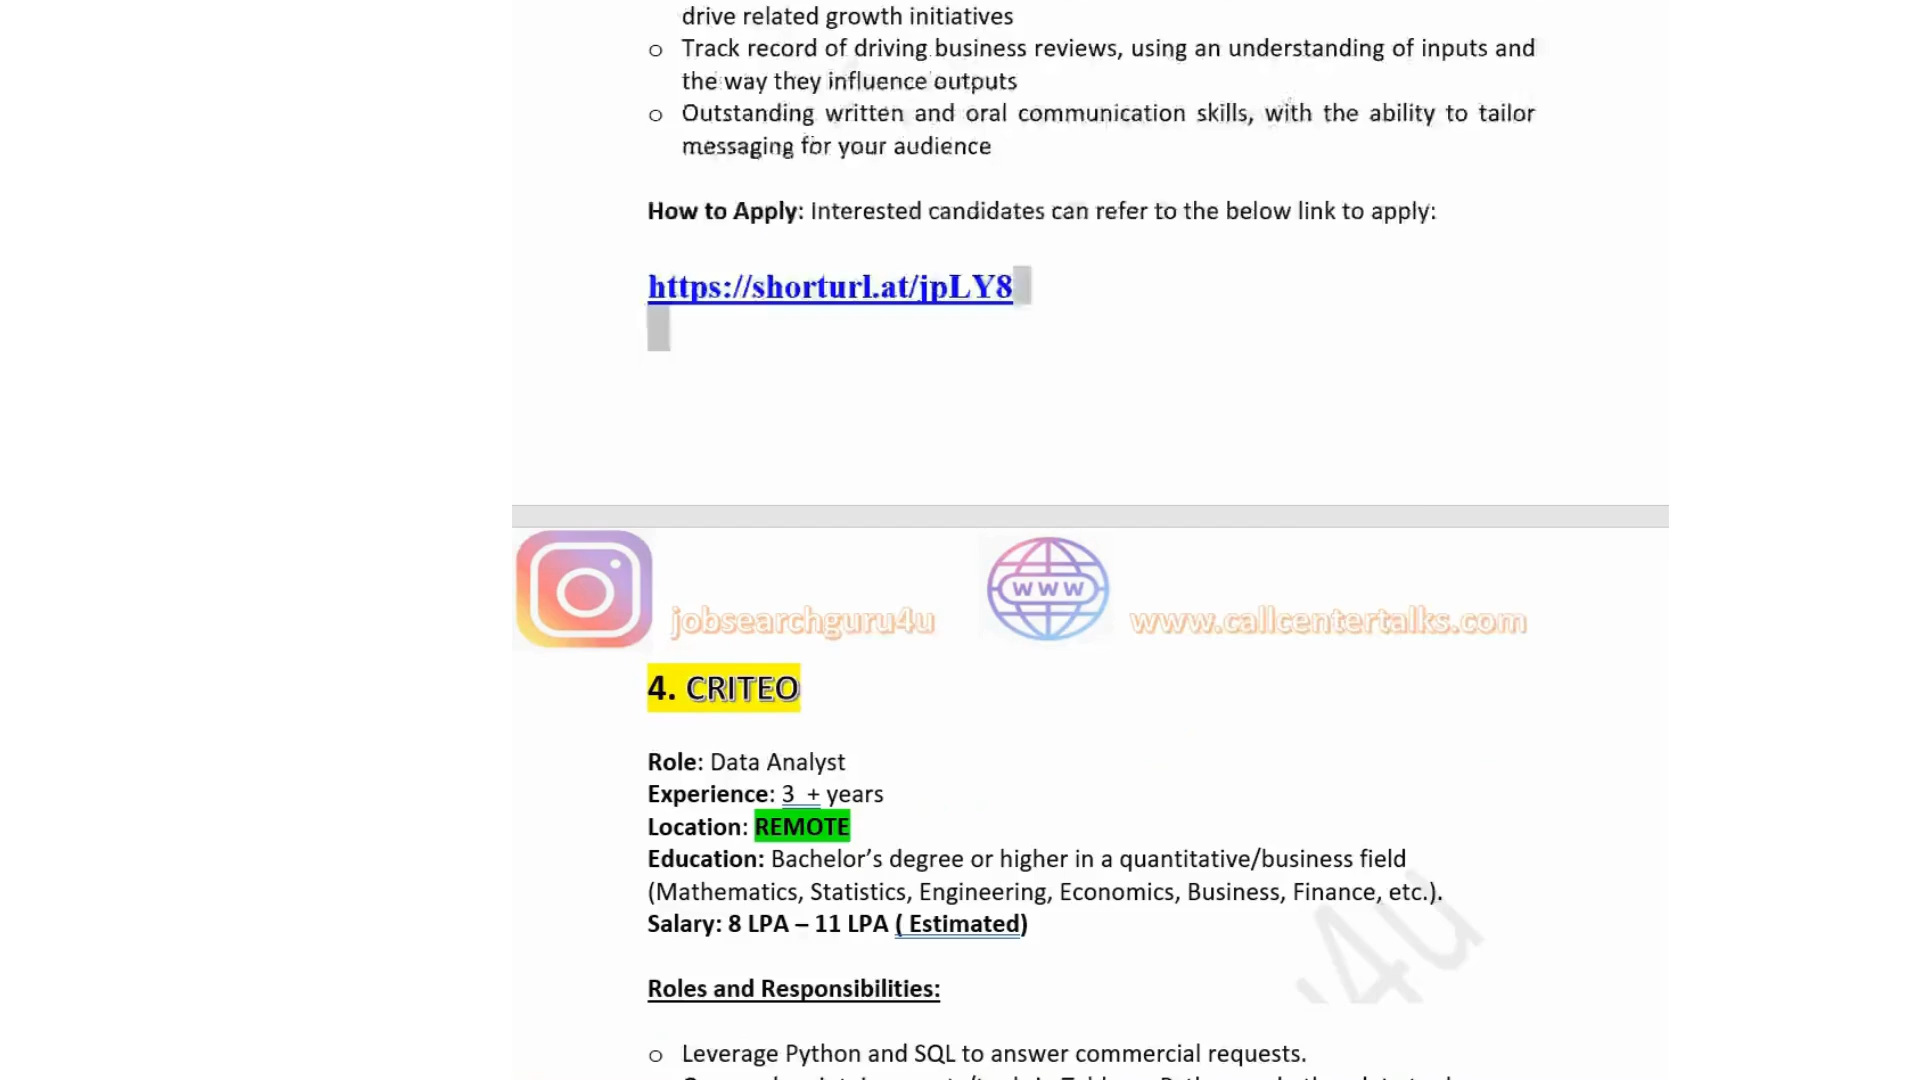 drive related growth initiatives
o Track record of driving business reviews, using an understanding of inputs and
the way they influence outputs
o Outstanding written and oral communication skills, with the ability to tailor
messaging for your audience
How to Apply: Interested candidates can refer to the below link to apply:
https://shorturl.at/jpLY8
jobsearchguru4u
www
www.callcentertalks.com
4. CRITEO
Role: Data Analyst
Experience: 3 + years
Location: REMOTE
Education: Bachelor’s degree or higher in a quantitative/business field
(Mathematics, Statistics, Engineering, Economics, Business, Finance, etc.).
Salary: 8 LPA – 11 LPA ( Estimated)
4u
Roles and Responsibilities:
o Leverage Python and SQL to answer commercial requests.